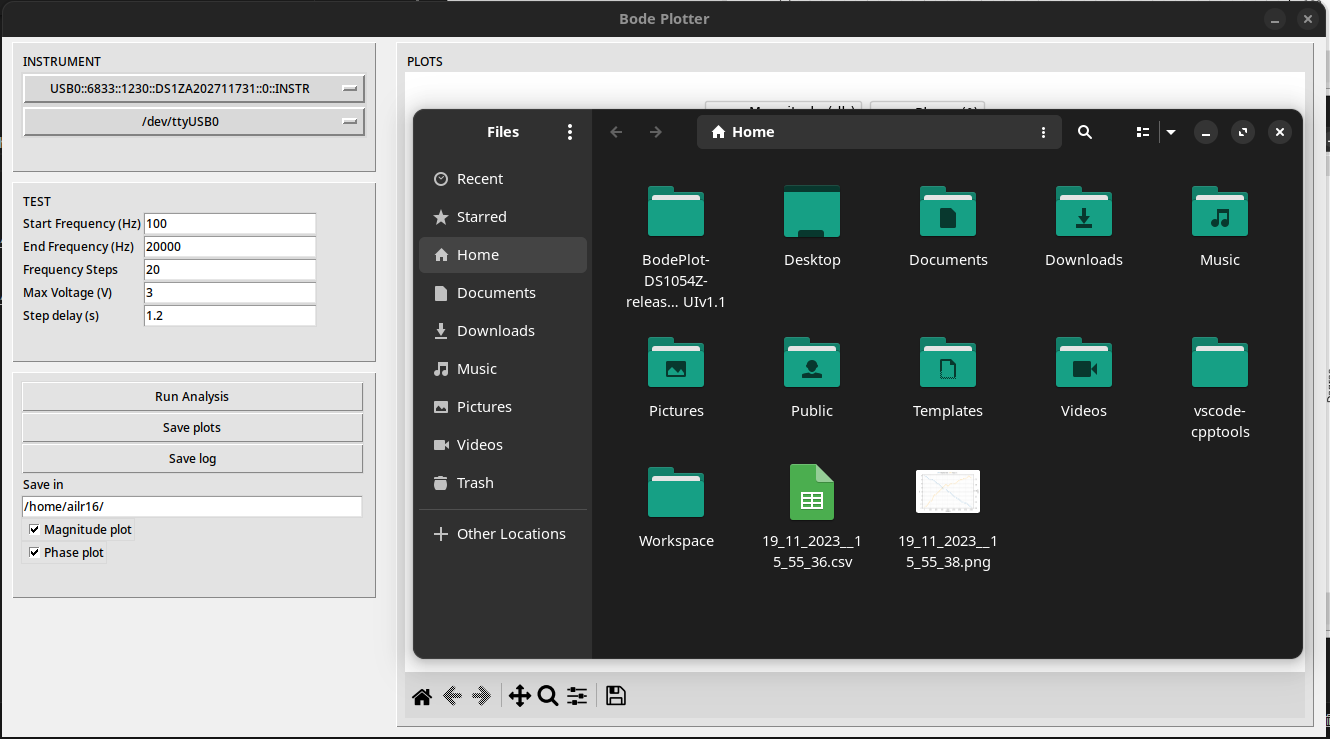 Bode Plotter
INSTRUMENT
USB0::6833::1230::DS1ZA202711731::0::INSTR
/dev/ttyUSB0
TEST
Start Frequency (Hz) 100
End Frequency (Hz) 20000
Frequency Steps 20
Max Voltage (V) 3
Step delay (s) 1.2
Run Analysis
Save plots
Save log
Save in
/home/ailr16/
Magnitude plot
Phase plot
PLOTS
Files
Home
Recent
Starred
Home
Documents
Downloads
Music
Pictures
Videos
Trash
Other Locations
BodePlot-
DS1054Z-
releas... UIv1.1
Desktop
Documents
Downloads
Music
Pictures
Public
Templates
Videos
vscode-
cpptools
Workspace
19_11_2023__1
5_55_36.csv
19_11_2023__1
5_55_38.png